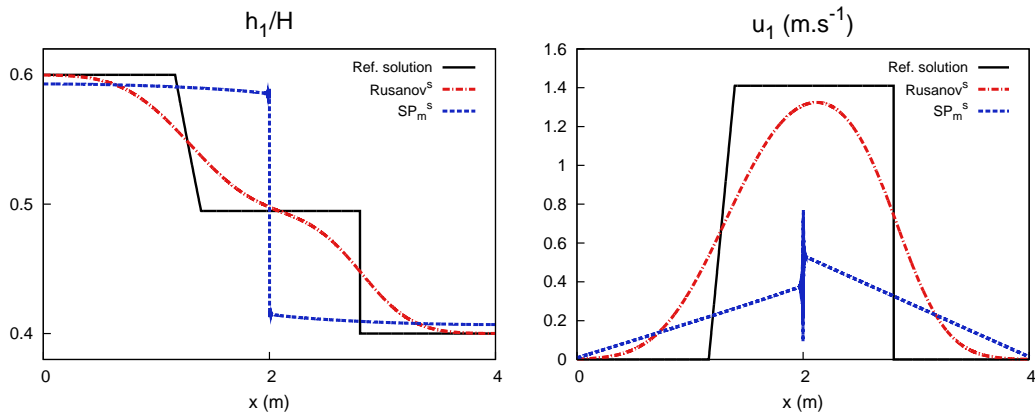 h₁/H
Ref. solution
Rusanovˢ
SPₘˢ
0.6
0.5
0.4
0
2
4
x (m)
u₁ (m.s⁻¹)
Ref. solution
Rusanovˢ
SPₘˢ
1.6
1.4
1.2
1
0.8
0.6
0.4
0.2
0
0
2
4
x (m)